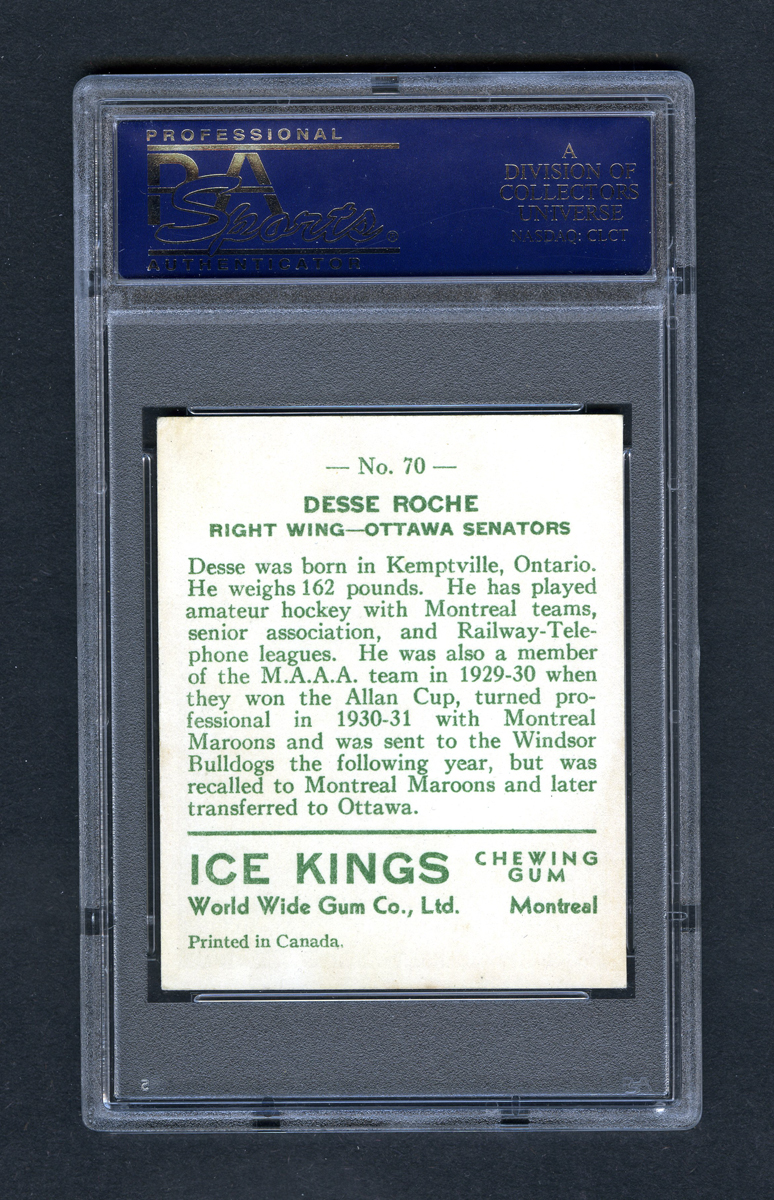 PROFESSIONAL
PSA
Sports
AUTHENTICATOR
A
DIVISION OF
COLLECTORS
UNIVERSE
NASDAQ: CLCT
— No. 70 —
DESSE ROCHE
RIGHT WING—OTTAWA SENATORS
Desse was born in Kemptville, Ontario.
He weighs 162 pounds. He has played
amateur hockey with Montreal teams,
senior association, and Railway-Tele-
phone leagues. He was also a member
of the M.A.A.A. team in 1929-30 when
they won the Allan Cup, turned pro-
fessional in 1930-31 with Montreal
Maroons and was sent to the Windsor
Bulldogs the following year, but was
recalled to Montreal Maroons and later
transferred to Ottawa.
ICE KINGS CHEWING GUM
World Wide Gum Co., Ltd. Montreal
Printed in Canada.